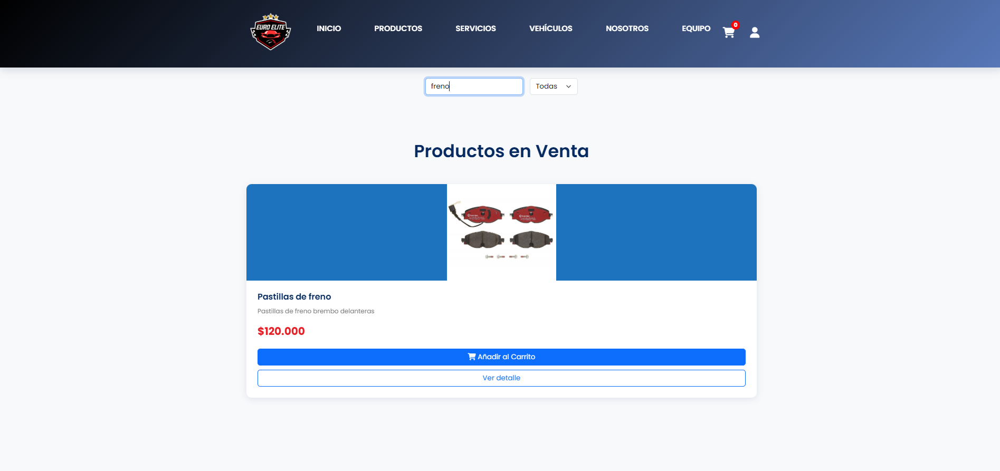 EURO ELITE
INICIO
PRODUCTOS
SERVICIOS
VEHÍCULOS
NOSOTROS
EQUIPO
0
freno
Todas
Productos en Venta
Pastillas de freno
Pastillas de freno brembo delanteras
$120.000
Añadir al Carrito
Ver detalle